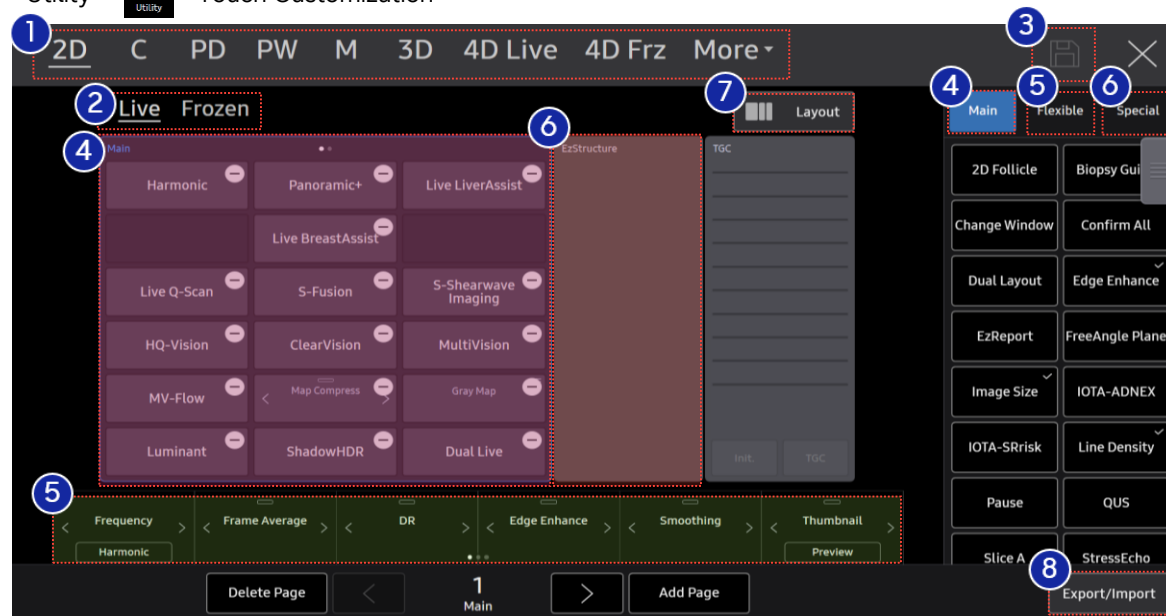 Utility
Touch Customization
1
2D C PD PW M 3D 4D Live 4D Frz More
3
2
Live Frozen
7
Layout
4
Main
5
Flexible
6
Special
4
Main
6
EzStructure
TGC
Harmonic Panoramic+ Live LiverAssist
Live BreastAssist
Live Q-Scan S-Fusion S-Shearwave
Imaging
HQ-Vision ClearVision MultiVision
MV-Flow < Map Compress > Gray Map
Luminant ShadowHDR Dual Live
Init. TGC
2D Follicle Biopsy Gui
Change Window Confirm All
Dual Layout Edge Enhance
EzReport FreeAngle Plane
Image Size IOTA-ADNEX
IOTA-SRrisk Line Density
Pause QUS
Slice A StressEcho
5
< Frequency > < Frame Average > < DR > < Edge Enhance > < Smoothing > < Thumbnail >
Harmonic Preview
8
Delete Page < 1 > Add Page Export/Import
Main